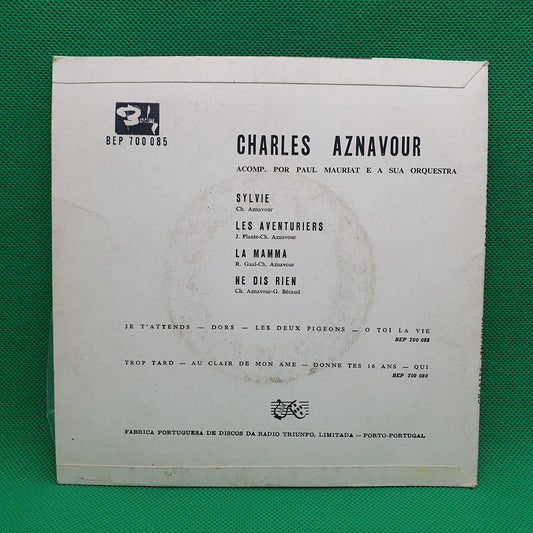 Barclay
BEP 700 085
CHARLES AZNAVOUR
ACOMP. POR PAUL MAURIAT E A SUA ORQUESTRA
SYLVIE
Ch. Aznavour
LES AVENTURIERS
J. Plante-Ch. Aznavour
LA MAMMA
R. Gaal-Ch. Aznavour
NE DIS RIEN
Ch. Aznavour-G. Bécaud
JE T'ATTENDS — DORS — LES DEUX PIGEONS — O TOI LA VIE
BEP 700 082
TROP TARD — AU CLAIR DE MON AME — DONNE TES 16 ANS — QUI
BEP 700 080
FABRICA PORTUGUESA DE DISCOS DA RADIO TRIUNFO, LIMITADA — PORTO-PORTUGAL